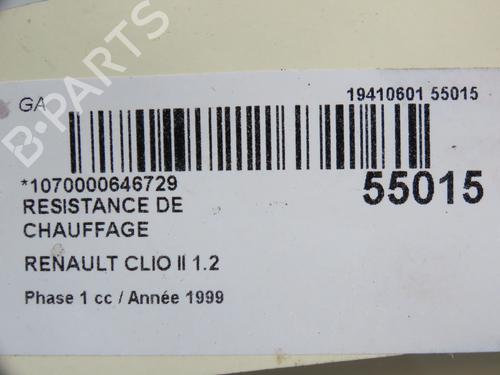 B-PARTS
GA
19410601 55015
*1070000646729
55015
RESISTANCE DE
CHAUFFAGE
RENAULT CLIO II 1.2
Phase 1 cc / Année 1999